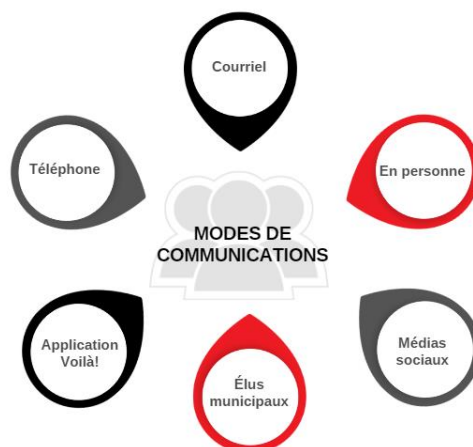 Courriel
Téléphone
En personne
MODES DE
COMMUNICATIONS
Application
Voilà!
Médias
sociaux
Élus
municipaux